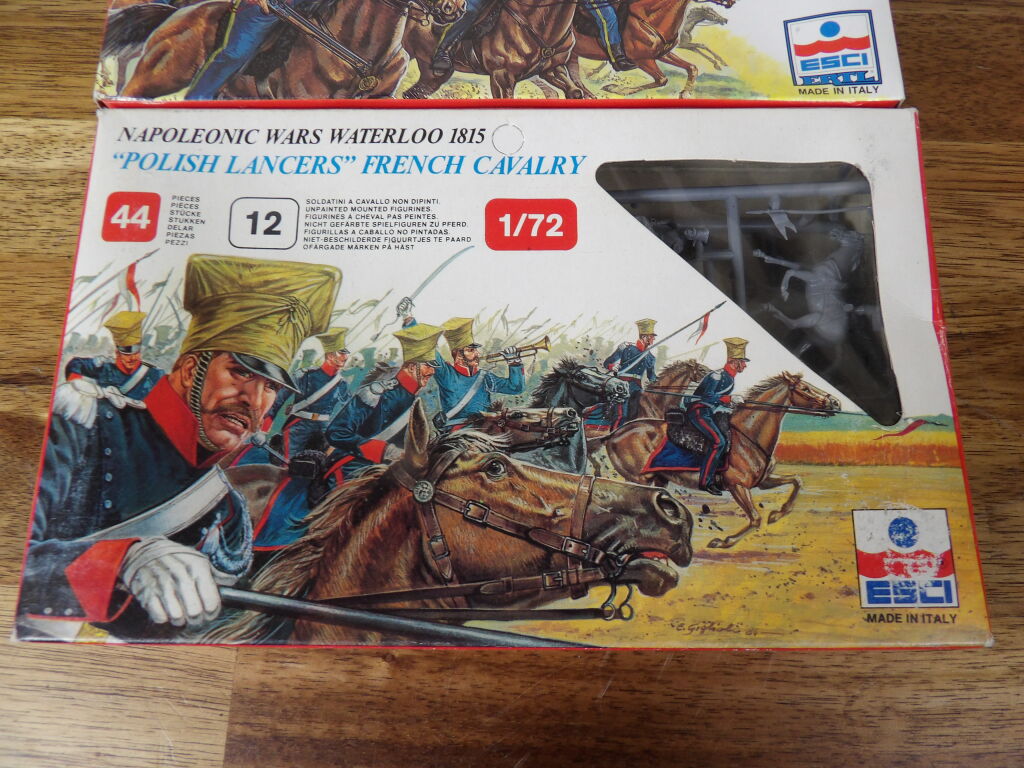 ESCI
ERTL
MADE IN ITALY
NAPOLEONIC WARS WATERLOO 1815
"POLISH LANCERS" FRENCH CAVALRY
44
PIECES
PIÈCES
STÜCKE
STUKKEN
DELAR
PIEZAS
PEZZI
12
SOLDATINI A CAVALLO NON DIPINTI.
UNPAINTED MOUNTED FIGURINES.
FIGURINES A CHEVAL PAS PEINTES.
NICHT GEFÄRBTE SPIELFIGUREN ZU PFERD.
FIGURILLAS A CABALLO NO PINTADAS.
NIET-BESCHILDERDE FIGUURTJES TE PAARD
OFÄRGADE MÄRKEN PÅ HÄST
1/72
ESCI
MADE IN ITALY